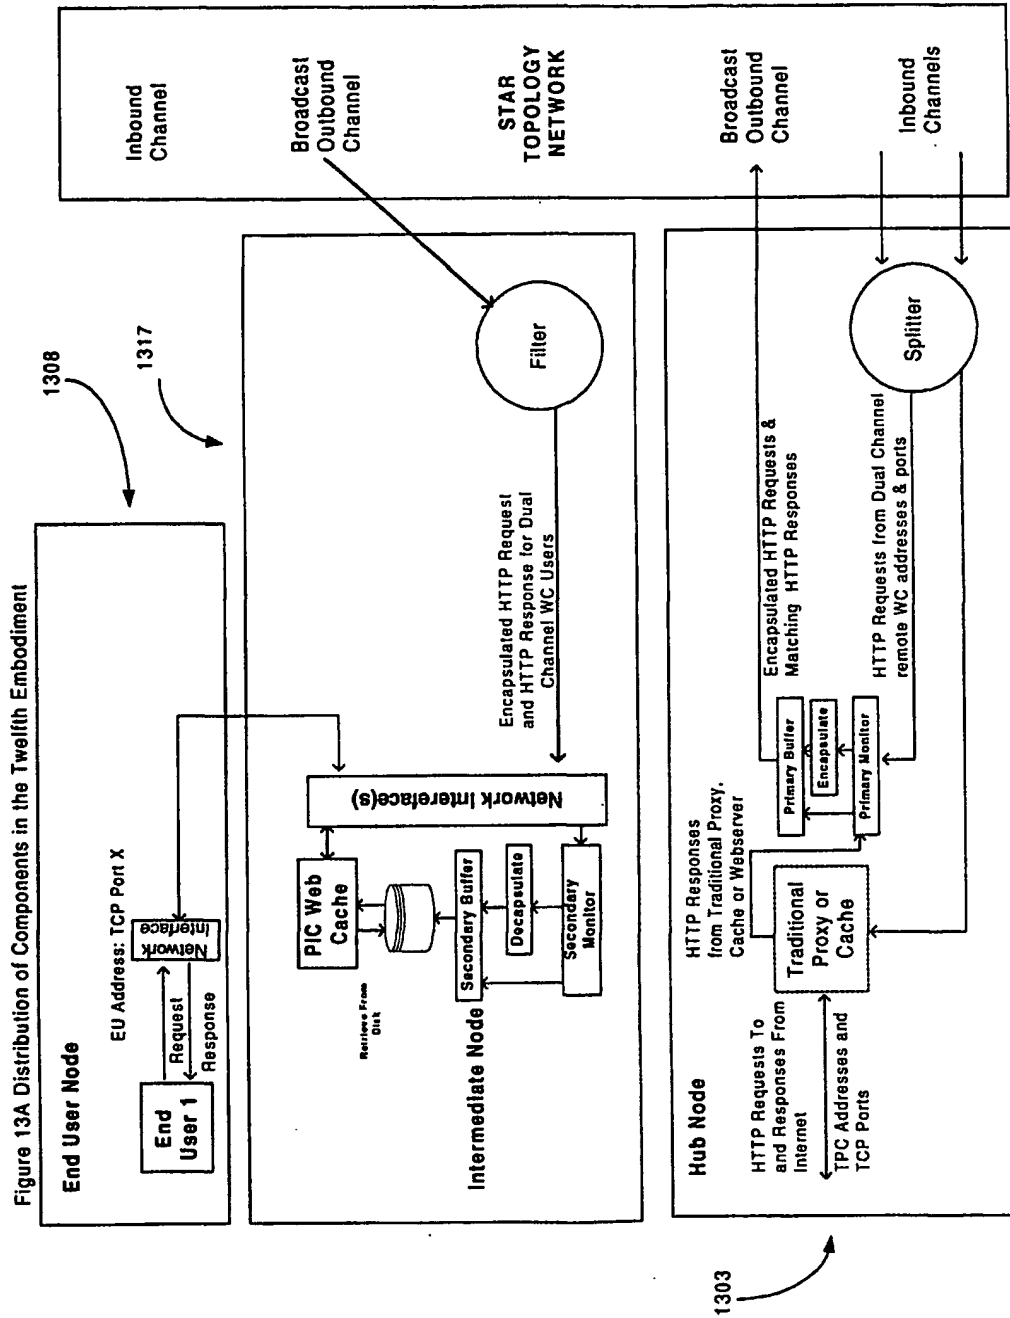 Figure 13A Distribution of Components in the Twelfth Embodiment
1308
1317
1303
End User Node
End
User 1
Request
Response
EU Address: TCP Port X
Network
Interface
Intermediate Node
PIC Web
Cache
Retrieve From
Disk
Secondary Buffer
Decapsulate
Secondary
Monitor
Network Intereface(s)
Encapsulated HTTP Request
and HTTP Response for Dual
Channel WC Users
Filter
Hub Node
HTTP Requests To
and Responses From
Internet
TPC Addresses and
TCP Ports
HTTP Responses
from Traditional Proxy,
Cache or Webserver
Traditional
Proxy or
Cache
Primary Buffer
Encapsulate
Primary Monitor
Encapsulated HTTP Requests &
Matching HTTP Responses
HTTP Requests from Dual Channel
remote WC addresses & ports
Splitter
Inbound
Channel
Broadcast
Outbound
Channel
STAR
TOPOLOGY
NETWORK
Broadcast
Outbound
Channel
Inbound
Channels